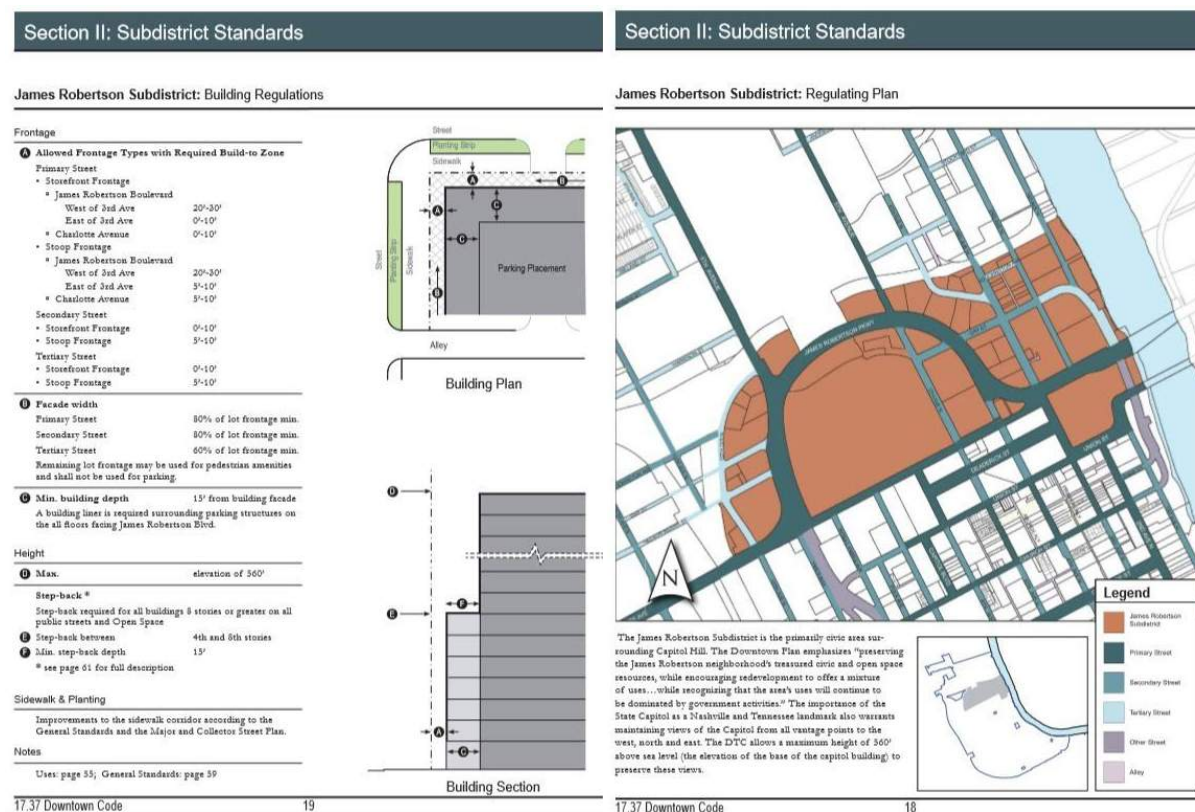 Section II: Subdistrict Standards
James Robertson Subdistrict: Building Regulations
Frontage
A Allowed Frontage Types with Required Build-to Zone
Primary Street
• Storefront Frontage
James Robertson Boulevard
West of 3rd Ave 20'-30'
East of 3rd Ave 0'-10'
Charlotte Avenue 0'-10'
• Stoop Frontage
James Robertson Boulevard
West of 3rd Ave 20'-30'
East of 3rd Ave 5'-10'
Charlotte Avenue 5'-10'
Secondary Street
• Storefront Frontage 0'-10'
• Stoop Frontage 5'-10'
Tertiary Street
• Storefront Frontage 0'-10'
• Stoop Frontage 5'-10'
B Facade width
Primary Street 80% of lot frontage min.
Secondary Street 80% of lot frontage min.
Tertiary Street 60% of lot frontage min.
Remaining lot frontage may be used for pedestrian amenities
and shall not be used for parking.
C Min. building depth 15' from building facade
A building liner is required surrounding parking structures on
the all floors facing James Robertson Blvd.
Height
D Max. elevation of 560'
Step-back *
Step-back required for all buildings 8 stories or greater on all
public streets and Open Space
E Step-back between 4th and 8th stories
F Min. step-back depth 15'
* see page 61 for full description
Sidewalk & Planting
Improvements to the sidewalk corridor according to the
General Standards and the Major and Collector Street Plan.
Notes
Uses: page 55; General Standards: page 59
17.37 Downtown Code 19
Street
Planting Strip
Sidewalk
A
B
C
A
C
B
Street
Planting Strip
Sidewalk
Parking Placement
Alley
Building Plan
D
F
E
A
C
Building Section
Section II: Subdistrict Standards
James Robertson Subdistrict: Regulating Plan
JAMES ROBERTSON PKWY
DEADERICK ST
UNION ST
N
Legend
James Robertson
Subdistrict
Primary Street
Secondary Street
Tertiary Street
Other Street
Alley
The James Robertson Subdistrict is the primarily civic area sur-
rounding Capitol Hill. The Downtown Plan emphasizes “preserving
the James Robertson neighborhood's treasured civic and open space
resources, while encouraging redevelopment to offer a mixture
of uses...while recognizing that the area's uses will continue to
be dominated by government activities.” The importance of the
State Capitol as a Nashville and Tennessee landmark also warrants
maintaining views of the Capitol from all vantage points to the
west, north and east. The DTC allows a maximum height of 560'
above sea level (the elevation of the base of the capitol building) to
preserve these views.
17.37 Downtown Code 18